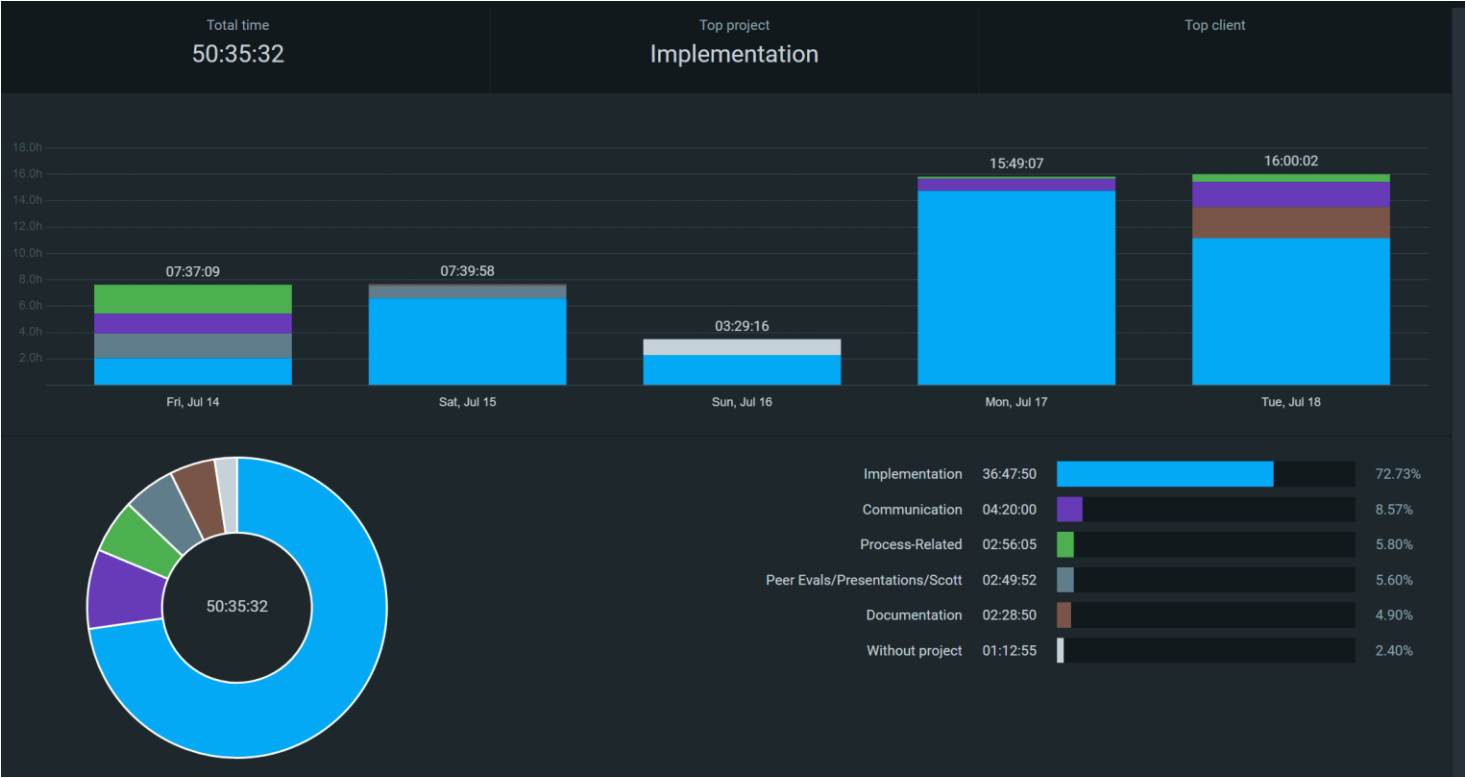 Total time
50:35:32
Top project
Implementation
Top client
18.0h
16.0h
14.0h
12.0h
10.0h
8.0h
6.0h
4.0h
2.0h
07:37:09
07:39:58
03:29:16
15:49:07
16:00:02
Fri, Jul 14
Sat, Jul 15
Sun, Jul 16
Mon, Jul 17
Tue, Jul 18
50:35:32
Implementation 36:47:50 72.73%
Communication 04:20:00 8.57%
Process-Related 02:56:05 5.80%
Peer Evals/Presentations/Scott 02:49:52 5.60%
Documentation 02:28:50 4.90%
Without project 01:12:55 2.40%